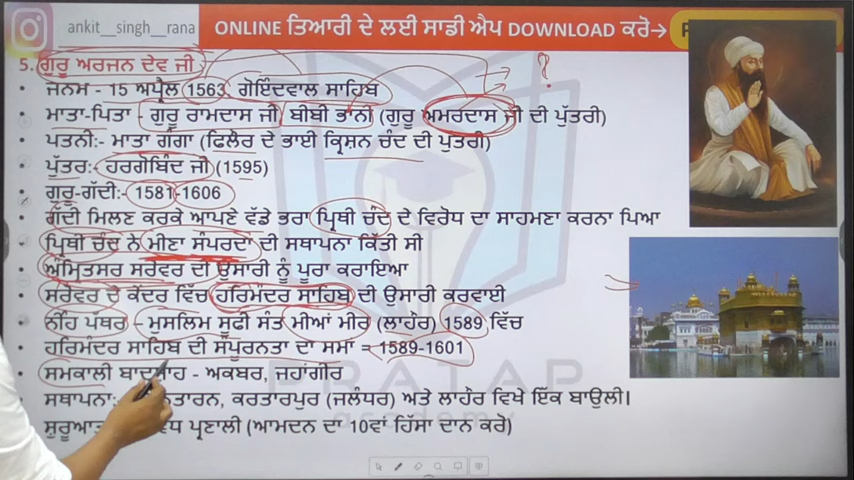 ankit__singh_rana
ONLINE ਤਿਆਰੀ ਦੇ ਲਈ ਸਾਡੀ ਐਪ DOWNLOAD ਕਰੋ→ P
5. ਗੁਰੂ ਅਰਜਨ ਦੇਵ ਜੀ ?
• ਜਨਮ - 15 ਅਪ੍ਰੈਲ 1563 ਗੋਇੰਦਵਾਲ ਸਾਹਿਬ
• ਮਾਤਾ-ਪਿਤਾ - ਗੁਰੂ ਰਾਮਦਾਸ ਜੀ ਬੀਬੀ ਭਾਨੀ (ਗੁਰੂ ਅਮਰਦਾਸ ਜੀ ਦੀ ਪੁੱਤਰੀ)
• ਪਤਨੀ:- ਮਾਤਾ ਗੰਗਾ (ਫਿਲੌਰ ਦੇ ਭਾਈ ਕ੍ਰਿਸ਼ਨ ਚੰਦ ਦੀ ਪੁੱਤਰੀ)
• ਪੁੱਤਰ:- ਹਰਗੋਬਿੰਦ ਜੀ (1595)
• ਗੁਰੂ-ਗੱਦੀ:- 1581-1606
• ਗੱਦੀ ਮਿਲਣ ਕਰਕੇ ਆਪਣੇ ਵੱਡੇ ਭਰਾ ਪ੍ਰਿਥੀ ਚੰਦ ਦੇ ਵਿਰੋਧ ਦਾ ਸਾਹਮਣਾ ਕਰਨਾ ਪਿਆ
• ਪ੍ਰਿਥੀ ਚੰਦ ਨੇ ਮੀਣਾ ਸੰਪਰਦਾ ਦੀ ਸਥਾਪਨਾ ਕਿੱਤੀ ਸੀ
• ਅੰਮ੍ਰਿਤਸਰ ਸਰੋਵਰ ਦੀ ਉਸਾਰੀ ਨੂੰ ਪੂਰਾ ਕਰਾਇਆ
• ਸਰੋਵਰ ਦੇ ਕੇਂਦਰ ਵਿੱਚ ਹਰਿਮੰਦਰ ਸਾਹਿਬ ਦੀ ਉਸਾਰੀ ਕਰਵਾਈ
• ਨੀਂਹ ਪੱਥਰ - ਮੁਸਲਿਮ ਸੂਫੀ ਸੰਤ ਮੀਆਂ ਮੀਰ (ਲਾਹੌਰ) 1589 ਵਿੱਚ
• ਹਰਿਮੰਦਰ ਸਾਹਿਬ ਦੀ ਸੰਪੂਰਨਤਾ ਦਾ ਸਮਾਂ = 1589-1601
• ਸਮਕਾਲੀ ਬਾਦਸ਼ਾਹ - ਅਕਬਰ, ਜਹਾਂਗੀਰ
• ਸਥਾਪਨਾ: ਤਾਰਨ, ਕਰਤਾਰਪੁਰ (ਜਲੰਧਰ) ਅਤੇ ਲਾਹੌਰ ਵਿਖੇ ਇੱਕ ਬਾਉਲੀ।
• ਪ੍ਰਣਾਲੀ (ਆਮਦਨ ਦਾ 10ਵਾਂ ਹਿੱਸਾ ਦਾਨ ਕਰੋ)
PRATAP
academy